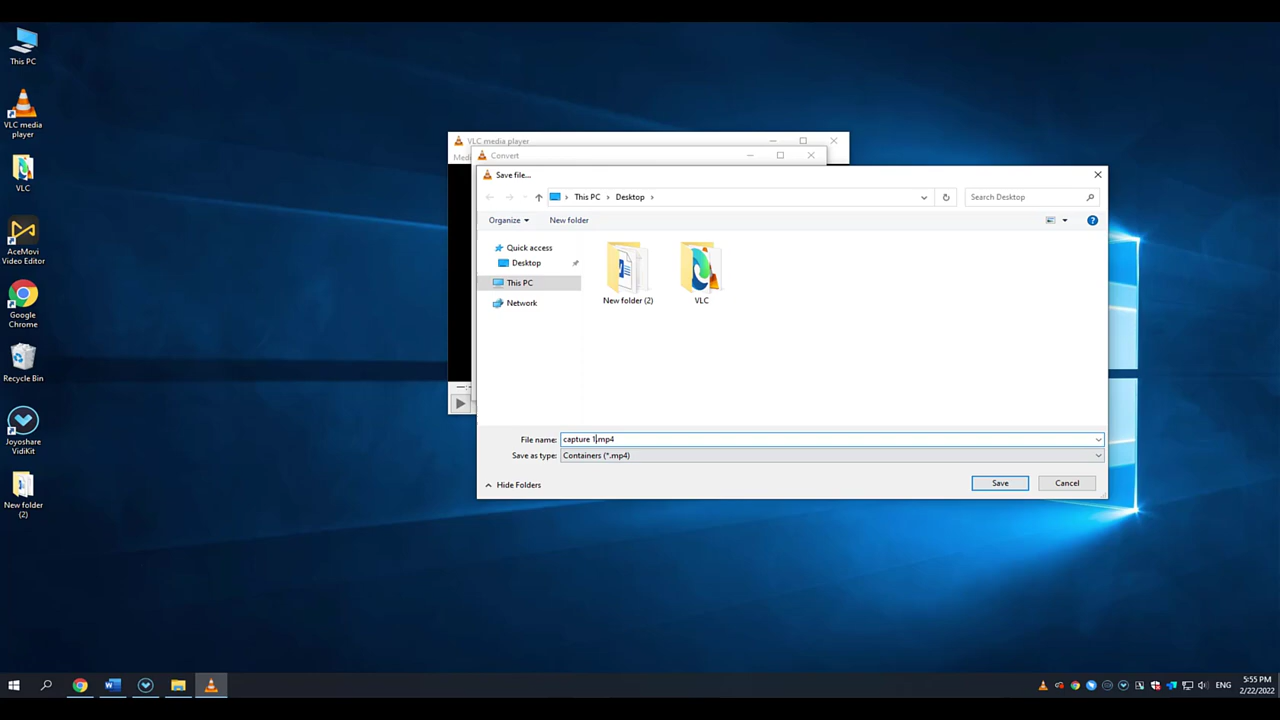 This PC
VLC media
player
VLC
AceMovi
Video Editor
Google
Chrome
Recycle Bin
Joyoshare
VidiKit
New folder
(2)
VLC media player
Medi
Convert
Save file...
This PC
Desktop
Search Desktop
Organize
New folder
Quick access
Desktop
This PC
Network
New folder (2)
VLC
File name:
capture 1.mp4
Save as type:
Containers (*.mp4)
Hide Folders
Save
Cancel
ENG
5:55 PM
2/22/2022